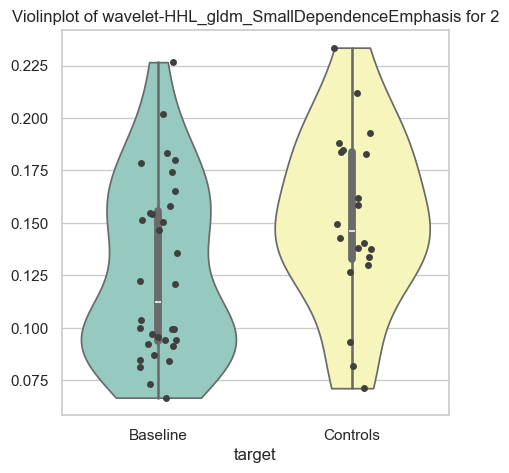 Violinplot of wavelet-HHL_gldm_SmallDependenceEmphasis for 2
0.225
0.200
0.175
0.150
0.125
0.100
0.075
Baseline
Controls
target